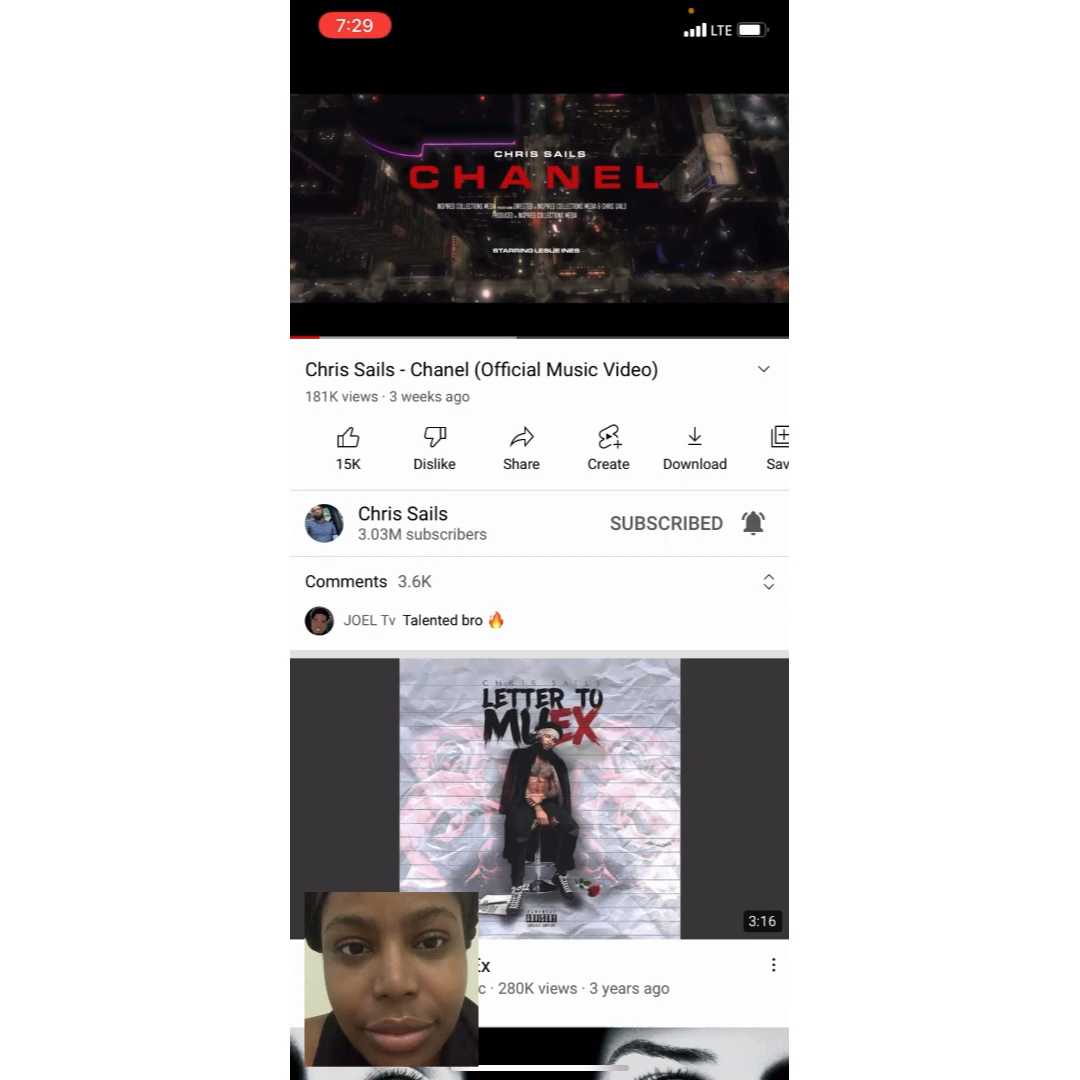 7:29
LTE
CHRIS SAILS
CHANEL
STARRING LESLIE INES
Chris Sails - Chanel (Official Music Video)
181K views · 3 weeks ago
15K
Dislike
Share
Create
Download
Sav
Chris Sails
3.03M subscribers
SUBSCRIBED
Comments 3.6K
JOEL Tv Talented bro 🔥
CHRIS SAILS
LETTER TO
MY EX
3:16
Ex
c · 280K views · 3 years ago